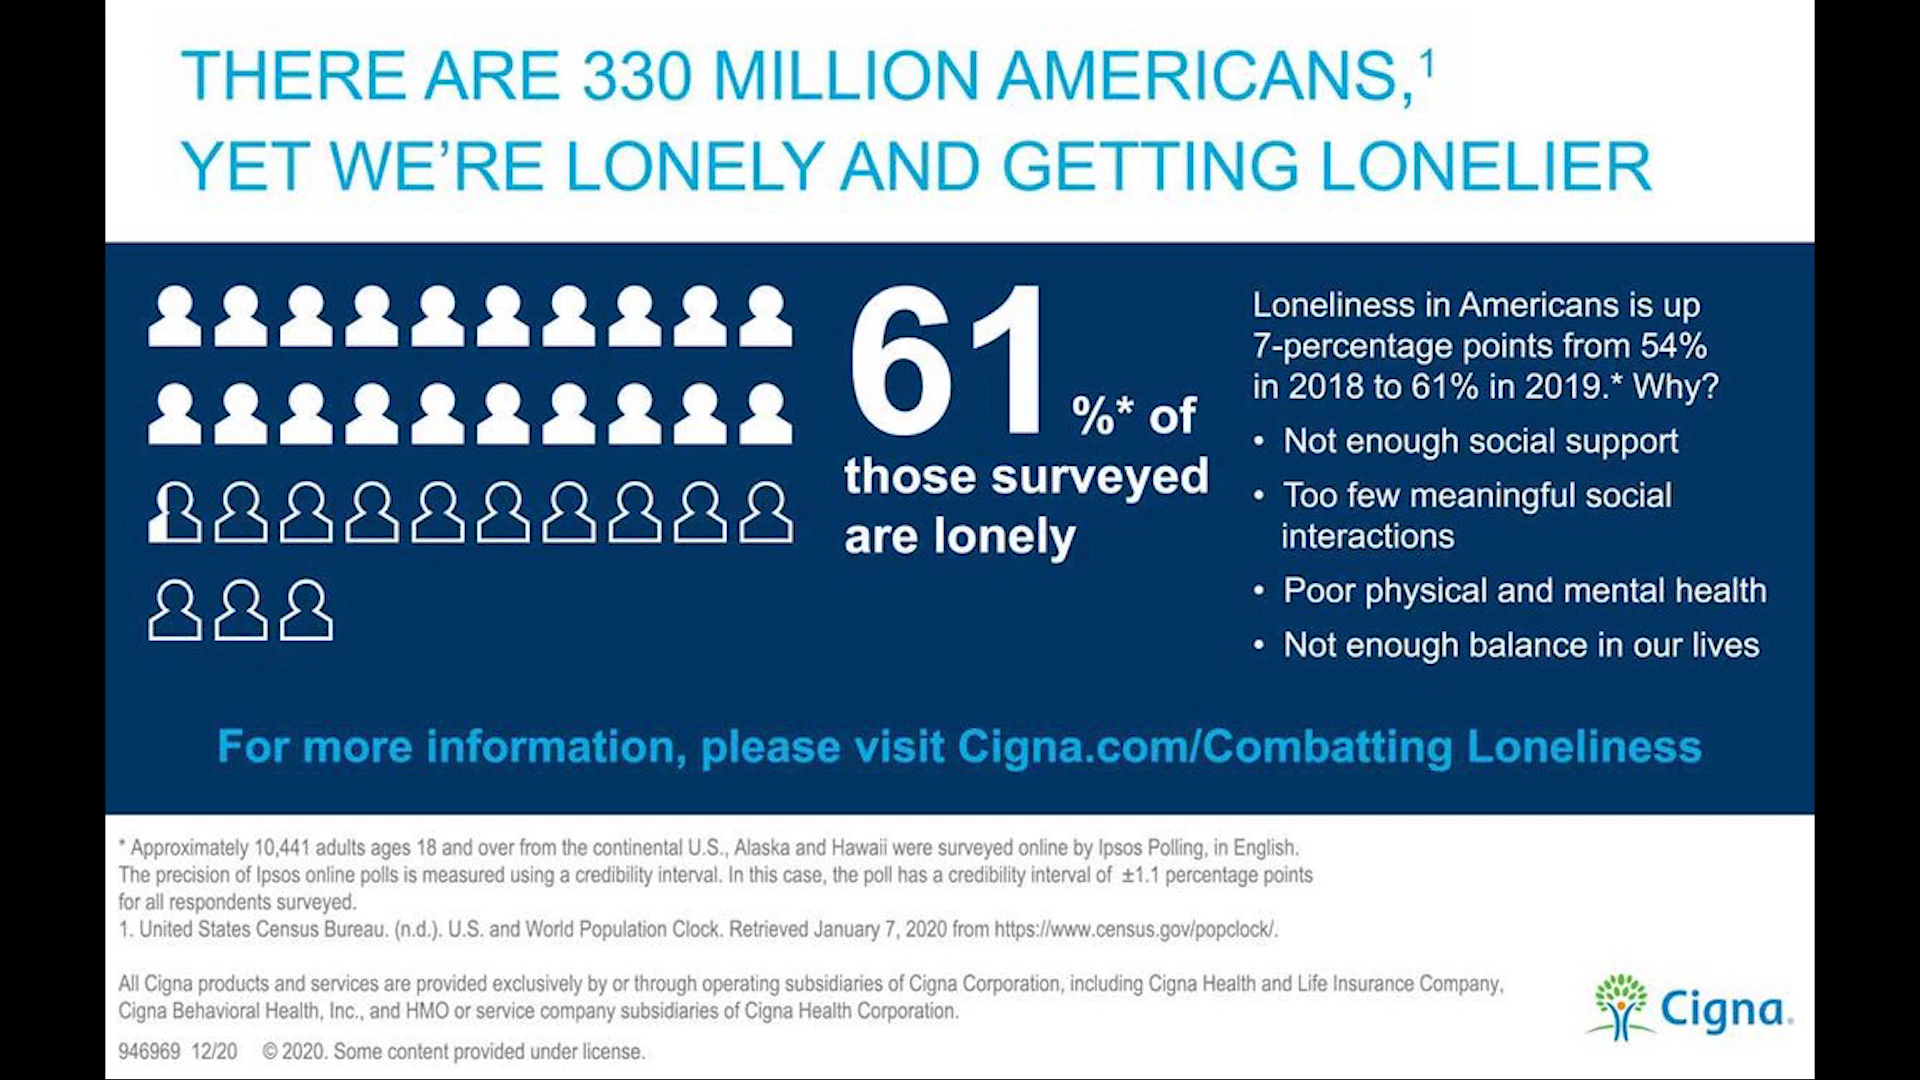 THERE ARE 330 MILLION AMERICANS,1
YET WE'RE LONELY AND GETTING LONELIER
61%* of
those surveyed
are lonely
Loneliness in Americans is up
7-percentage points from 54%
in 2018 to 61% in 2019.* Why?
• Not enough social support
• Too few meaningful social
interactions
• Poor physical and mental health
• Not enough balance in our lives
For more information, please visit Cigna.com/Combatting Loneliness
* Approximately 10,441 adults ages 18 and over from the continental U.S., Alaska and Hawaii were surveyed online by Ipsos Polling, in English.
The precision of Ipsos online polls is measured using a credibility interval. In this case, the poll has a credibility interval of ±1.1 percentage points
for all respondents surveyed.
1. United States Census Bureau. (n.d.). U.S. and World Population Clock. Retrieved January 7, 2020 from https://www.census.gov/popclock/.
All Cigna products and services are provided exclusively by or through operating subsidiaries of Cigna Corporation, including Cigna Health and Life Insurance Company,
Cigna Behavioral Health, Inc., and HMO or service company subsidiaries of Cigna Health Corporation.
946969 12/20 © 2020. Some content provided under license.
Cigna.